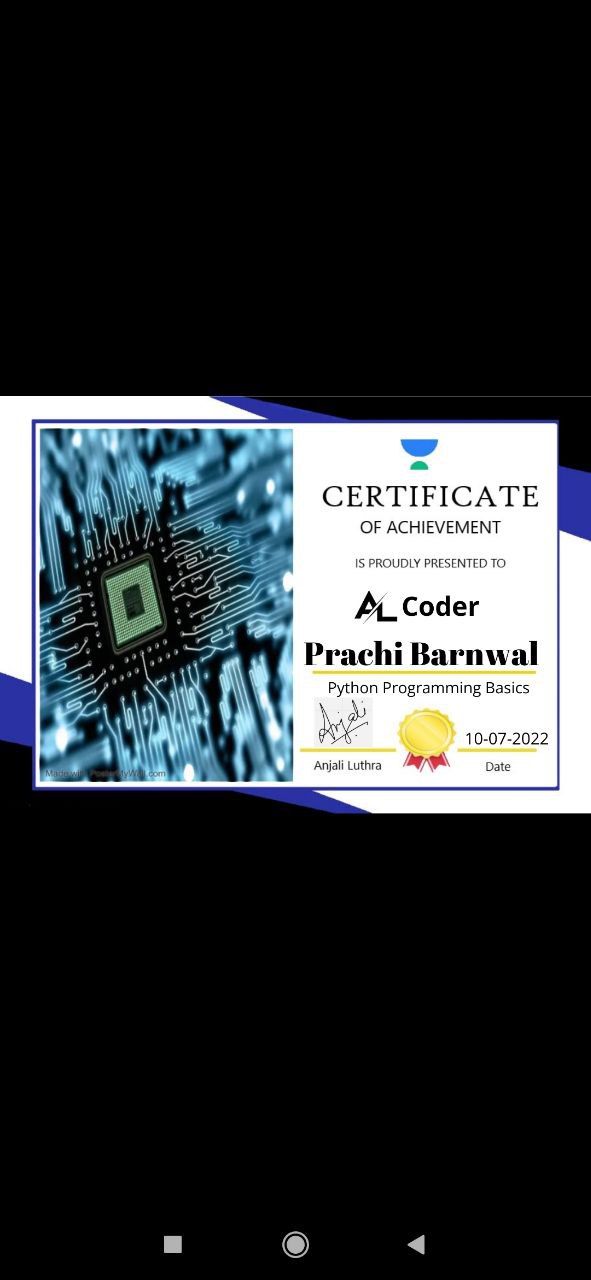 CERTIFICATE
OF ACHIEVEMENT
IS PROUDLY PRESENTED TO
AL Coder
Prachi Barnwal
Python Programming Basics
Anjali
10-07-2022
Anjali Luthra
Date
Made with PosterMyWall.com